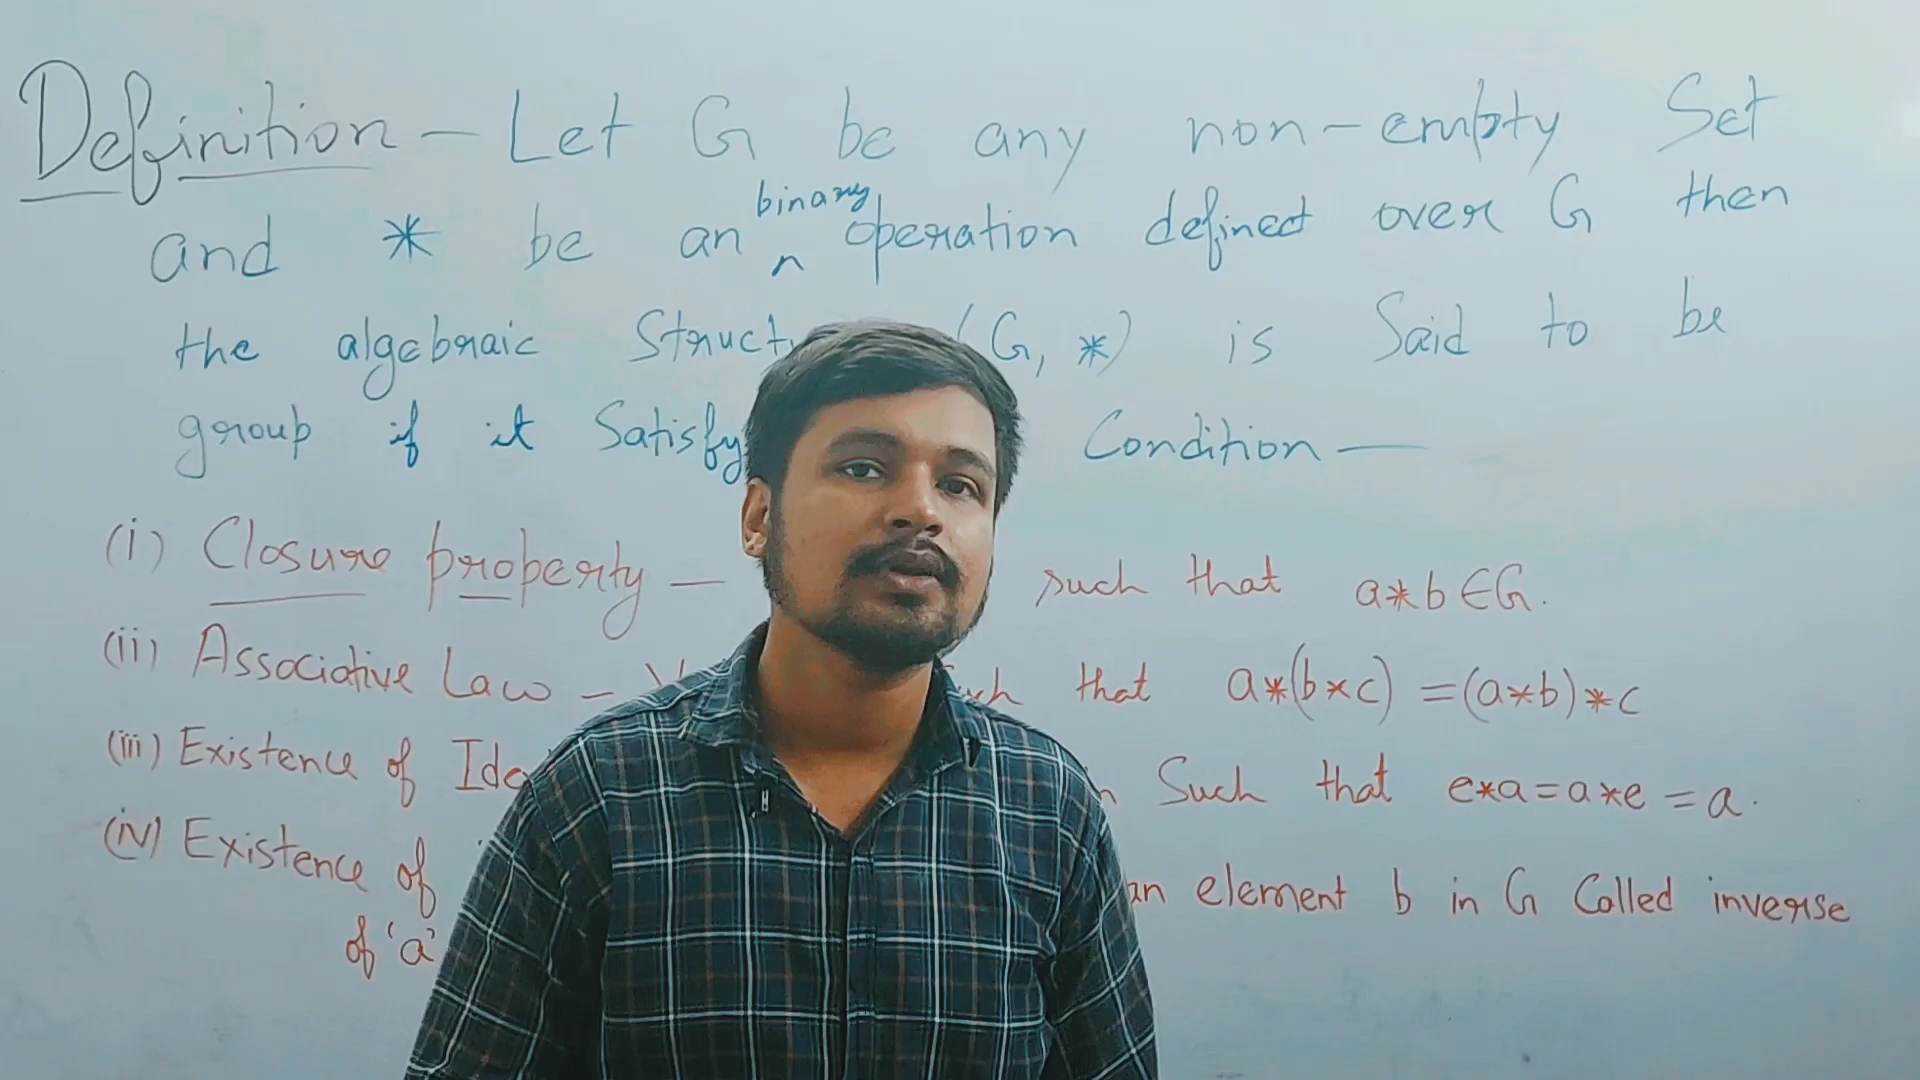 Definition – Let G be any non-empty Set
and * be an binary operation defined over G then
the algebraic Struct (G, *) is Said to be
group if it Satisfy Condition –
(i) Closure property – such that a*b∈G.
(ii) Associative Law – that a*(b*c) = (a*b)*c
(iii) Existence of Such that e*a=a*e=a.
(iv) Existence of an element b in G Called inverse
of 'a'